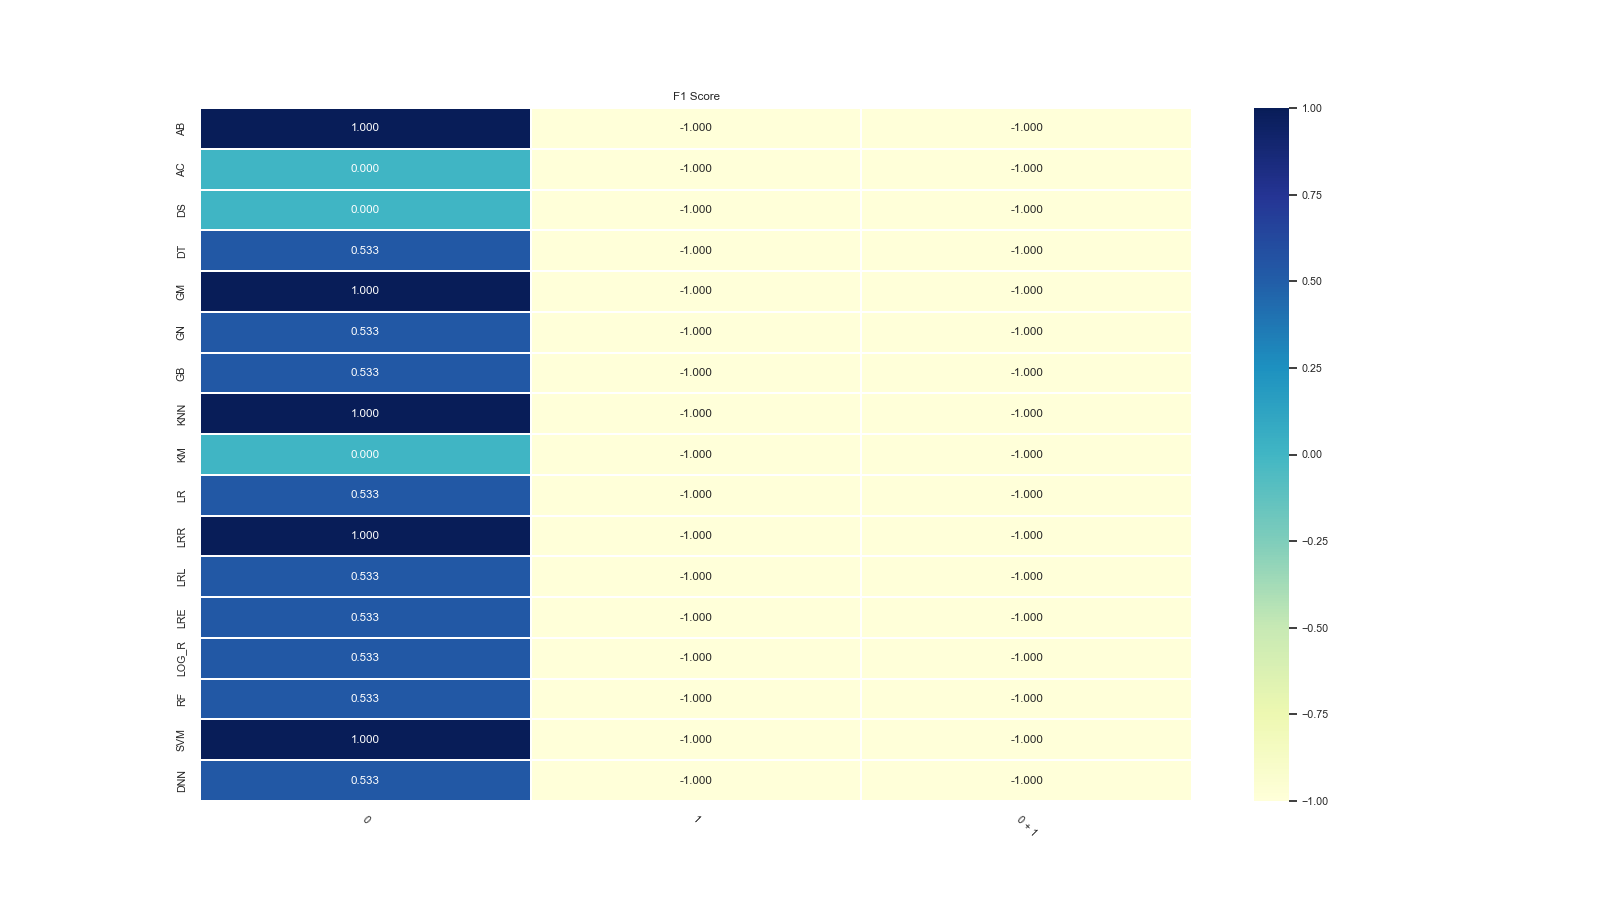 F1 Score
AB 1.000 -1.000 -1.000
AC 0.000 -1.000 -1.000
DS 0.000 -1.000 -1.000
DT 0.533 -1.000 -1.000
GM 1.000 -1.000 -1.000
GN 0.533 -1.000 -1.000
GB 0.533 -1.000 -1.000
KNN 1.000 -1.000 -1.000
KM 0.000 -1.000 -1.000
LR 0.533 -1.000 -1.000
LRR 1.000 -1.000 -1.000
LRL 0.533 -1.000 -1.000
LRE 0.533 -1.000 -1.000
LOG_R 0.533 -1.000 -1.000
RF 0.533 -1.000 -1.000
SVM 1.000 -1.000 -1.000
DNN 0.533 -1.000 -1.000
0 1 0 + 1
1.00
0.75
0.50
0.25
0.00
−0.25
−0.50
−0.75
−1.00